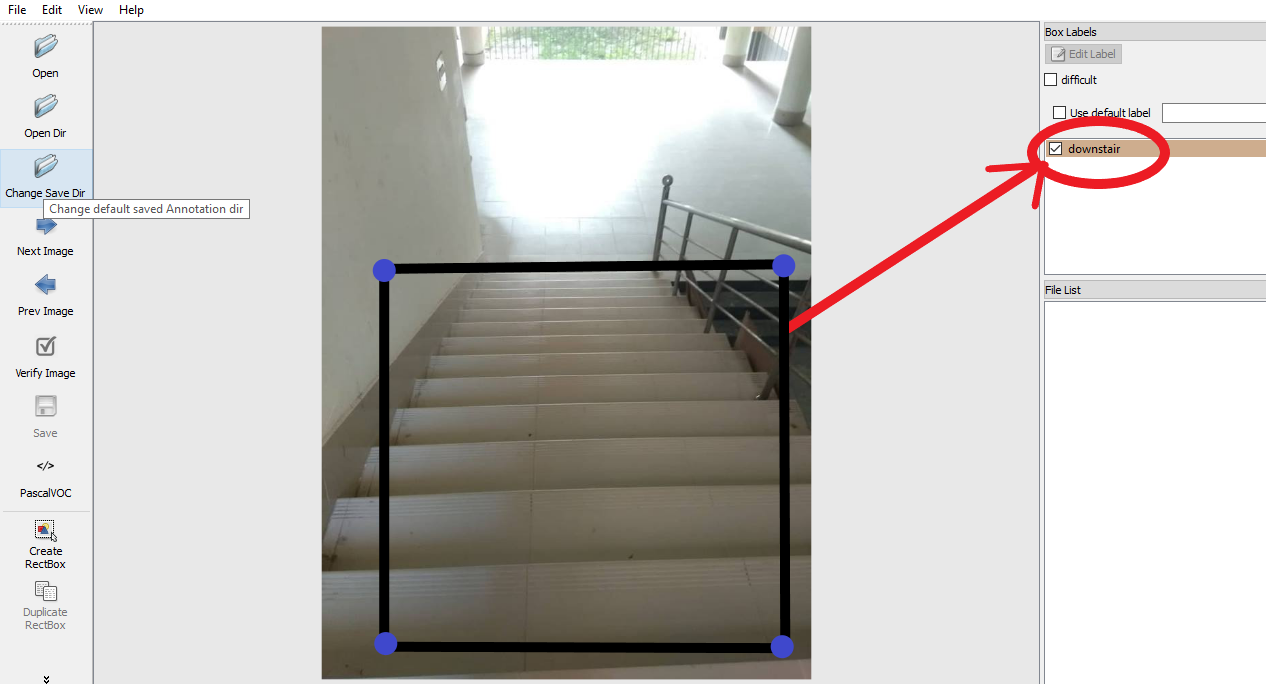 File Edit View Help
Open
Open Dir
Change Save Dir
Change default saved Annotation dir
Next Image
Prev Image
Verify Image
Save
</>
PascalVOC
Create
RectBox
Duplicate
RectBox
Box Labels
Edit Label
difficult
Use default label
downstair
File List